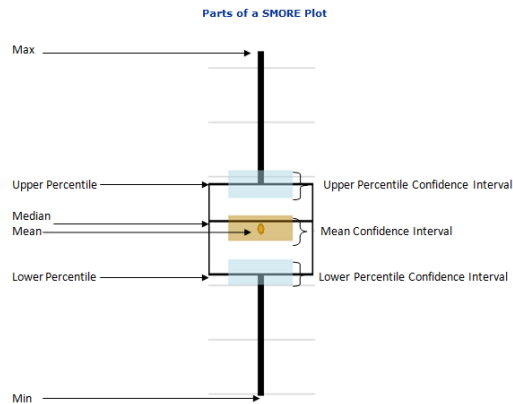 Parts of a SMORE Plot
Max
Upper Percentile
Upper Percentile Confidence Interval
Median
Mean
Mean Confidence Interval
Lower Percentile
Lower Percentile Confidence Interval
Min